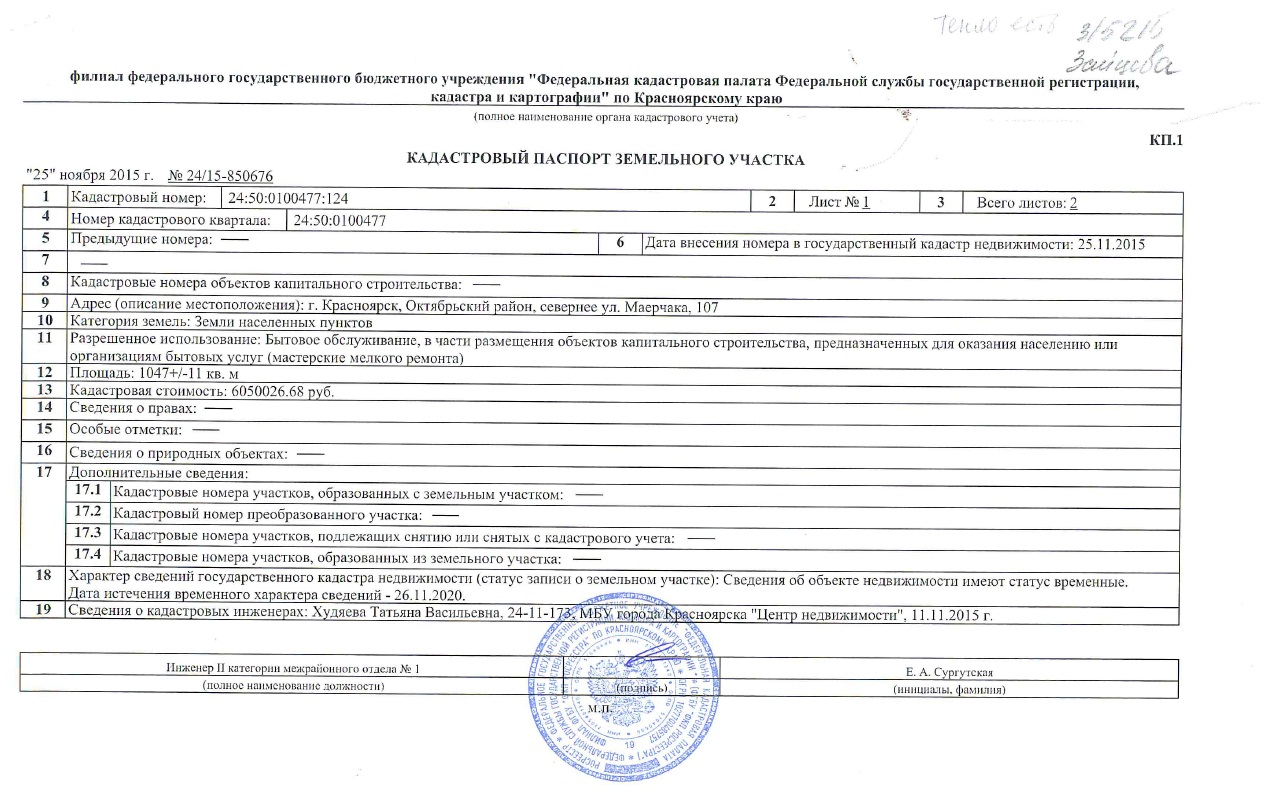 Тепло есть 3/5215
Зайцева
филиал федерального государственного бюджетного учреждения "Федеральная кадастровая палата Федеральной службы государственной регистрации,
кадастра и картографии" по Красноярскому краю
(полное наименование органа кадастрового учета)
КП.1
КАДАСТРОВЫЙ ПАСПОРТ ЗЕМЕЛЬНОГО УЧАСТКА
"25" ноября 2015 г. № 24/15-850676
1 Кадастровый номер: 24:50:0100477:124 2 Лист № 1 3 Всего листов: 2
4 Номер кадастрового квартала: 24:50:0100477
5 Предыдущие номера: —— 6 Дата внесения номера в государственный кадастр недвижимости: 25.11.2015
7 ——
8 Кадастровые номера объектов капитального строительства: ——
9 Адрес (описание местоположения): г. Красноярск, Октябрьский район, севернее ул. Маерчака, 107
10 Категория земель: Земли населенных пунктов
11 Разрешенное использование: Бытовое обслуживание, в части размещения объектов капитального строительства, предназначенных для оказания населению или
организациям бытовых услуг (мастерские мелкого ремонта)
12 Площадь: 1047+/-11 кв. м
13 Кадастровая стоимость: 6050026.68 руб.
14 Сведения о правах: ——
15 Особые отметки: ——
16 Сведения о природных объектах: ——
17 Дополнительные сведения:
17.1 Кадастровые номера участков, образованных с земельным участком: ——
17.2 Кадастровый номер преобразованного участка: ——
17.3 Кадастровые номера участков, подлежащих снятию или снятых с кадастрового учета: ——
17.4 Кадастровые номера участков, образованных из земельного участка: ——
18 Характер сведений государственного кадастра недвижимости (статус записи о земельном участке): Сведения об объекте недвижимости имеют статус временные.
Дата истечения временного характера сведений - 26.11.2020.
19 Сведения о кадастровых инженерах: Худяева Татьяна Васильевна, 24-11-173, МБУ города Красноярска "Центр недвижимости", 11.11.2015 г.
Инженер II категории межрайонного отдела № 1 Е. А. Сургутская
(полное наименование должности) (подпись) (инициалы, фамилия)
М.П.